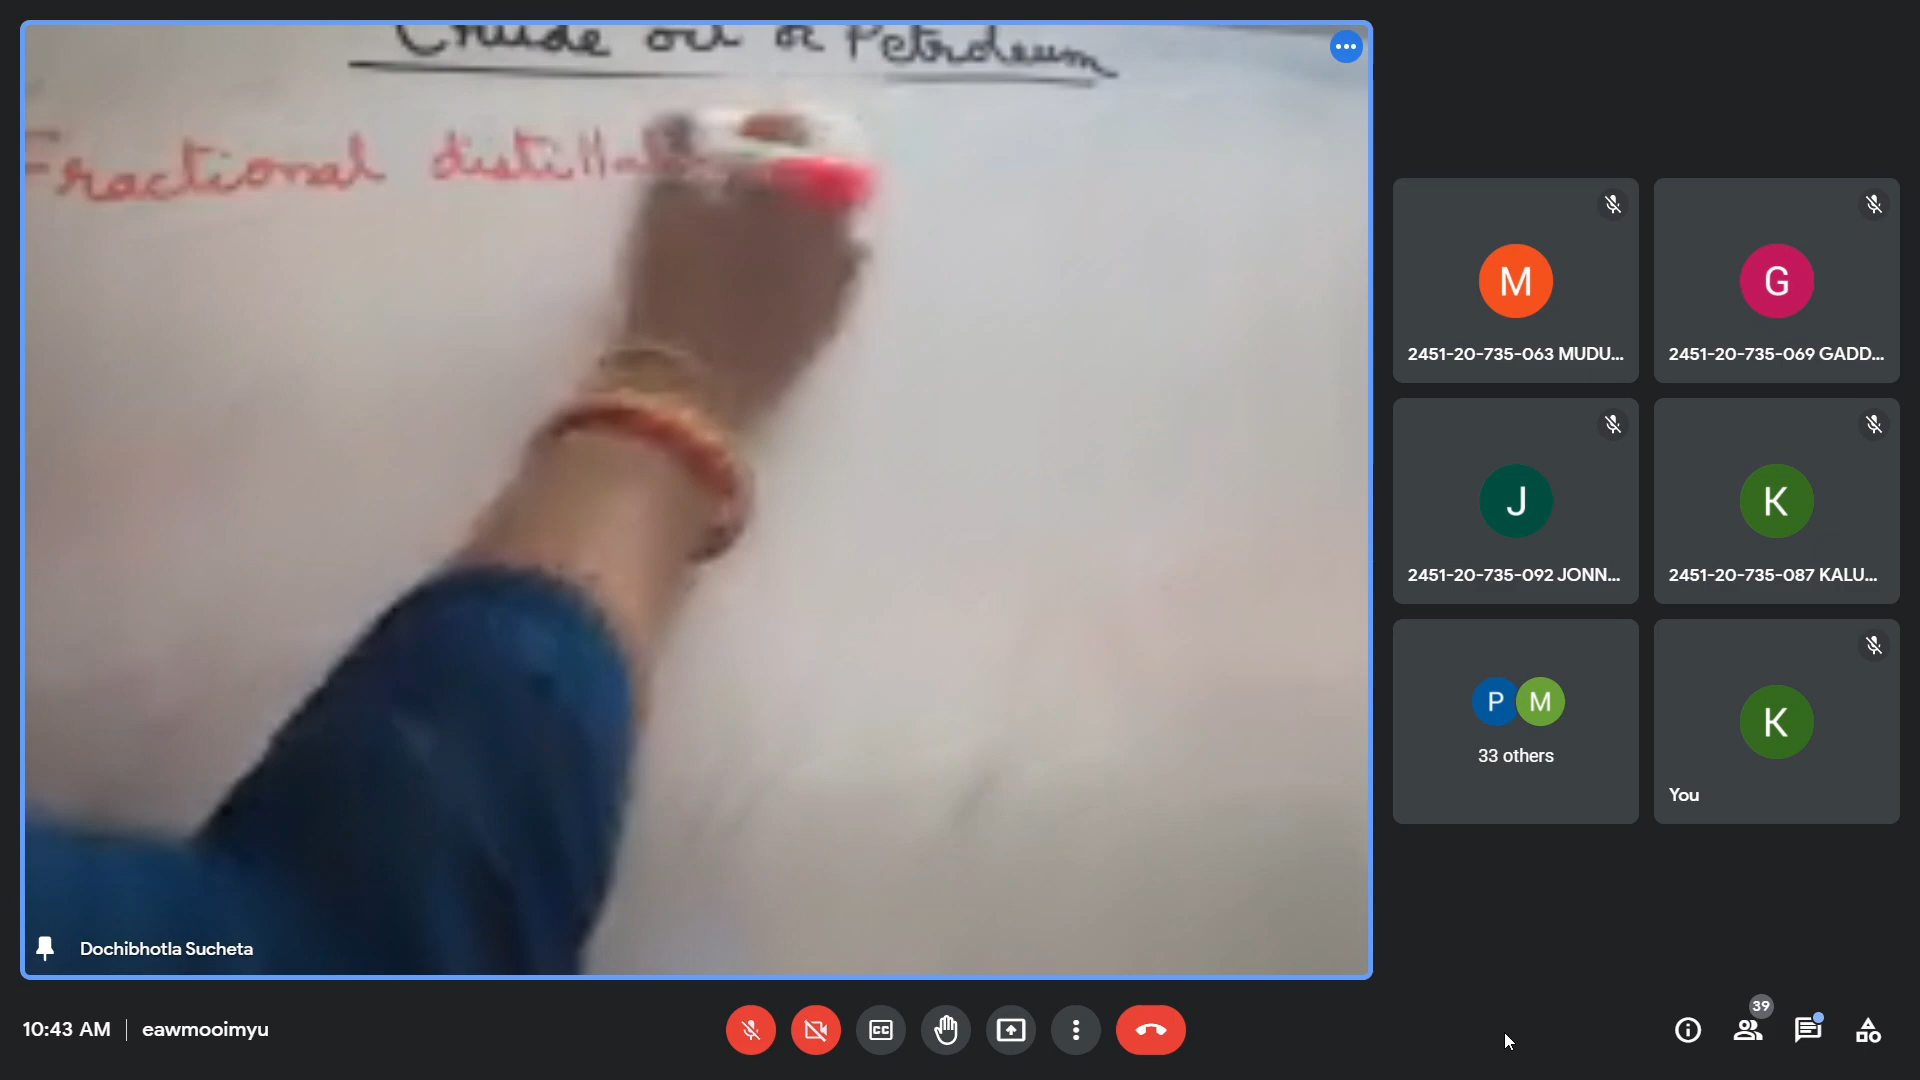 Crude oil or Petroleum
Fractional
Dochibhotla Sucheta
2451-20-735-063 MUDU...
2451-20-735-069 GADD...
2451-20-735-092 JONN...
2451-20-735-087 KALU...
33 others
You
M
G
J
K
P
M
K
10:43 AM
eawmooimyu
CC
39